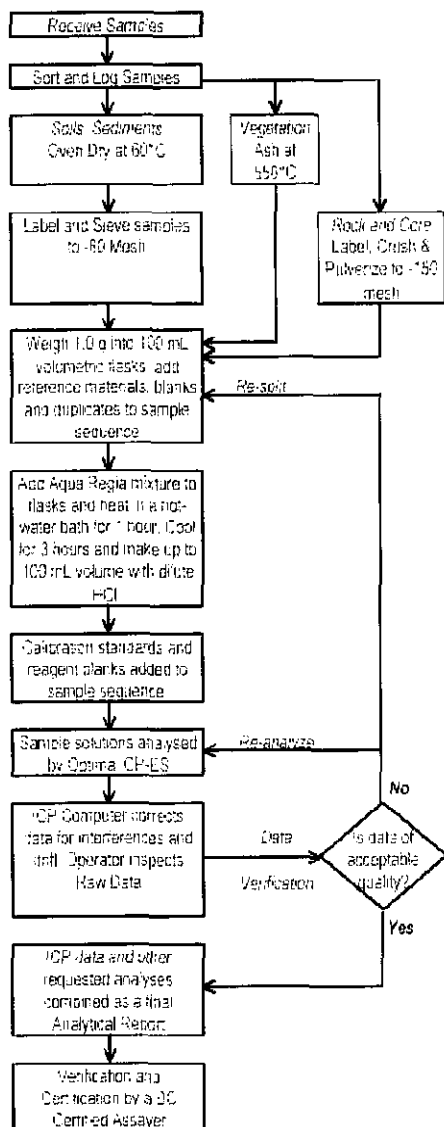 Receive Samples
Sort and Log Samples
Soils, Sediments
Oven Dry at 60°C
Vegetation
Ash at
550°C
Label and Sieve samples
to -80 Mesh
Rock and Core
Label, Crush &
Pulverize to -150
mesh
Weigh 1.0 g into 100 mL
volumetric flasks, add
reference materials, blanks
and duplicates to sample
sequence
Re-split
Add Aqua Regia mixture to
flasks and heat in a hot-
water bath for 1 hour. Cool
for 3 hours and make up to
100 mL volume with dilute
HCl
Calibration standards and
reagent blanks added to
sample sequence
Sample solutions analysed
by Optima ICP-ES
Re-analyze
No
ICP Computer corrects
data for interferences and
drift. Operator inspects
Raw Data
Data
Verification
Is data of
acceptable
quality?
Yes
ICP data and other
requested analyses
combined as a final
Analytical Report
Verification and
Certification by a BC
Certified Assayer